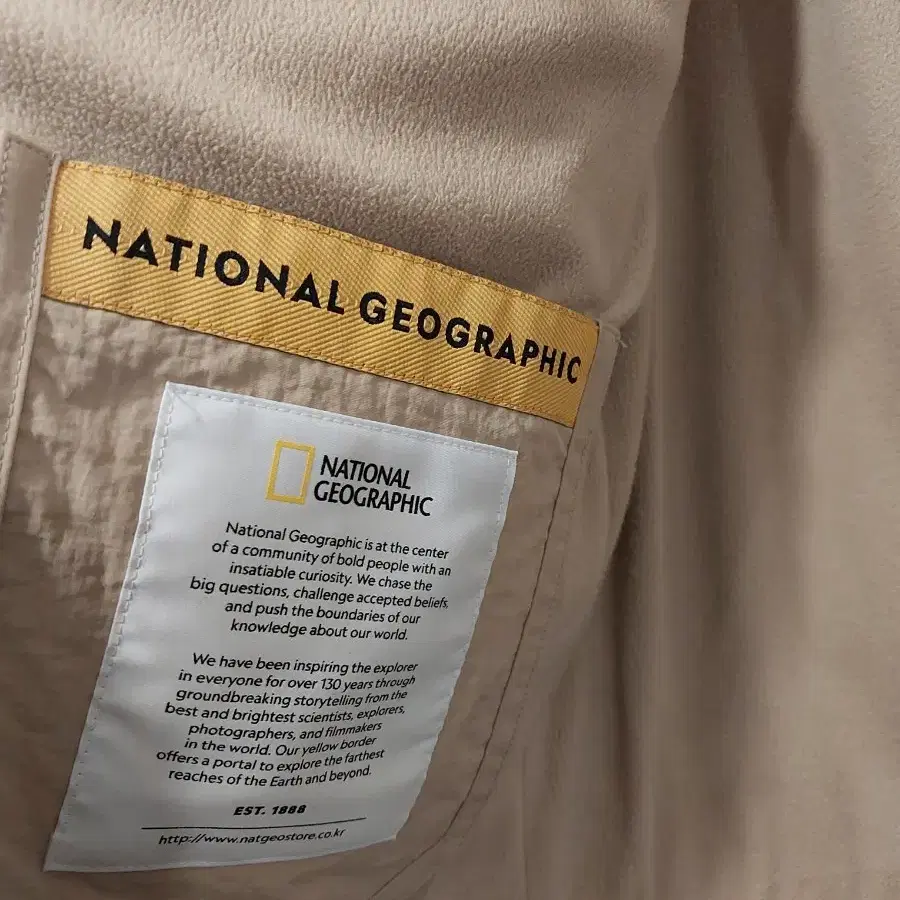 NATIONAL GEOGRAPHIC
NATIONAL
GEOGRAPHIC
National Geographic is at the center
of a community of bold people with an
insatiable curiosity. We chase the
big questions, challenge accepted beliefs,
and push the boundaries of our
knowledge about our world.
We have been inspiring the explorer
in everyone for over 130 years through
groundbreaking storytelling from the
best and brightest scientists, explorers,
photographers, and filmmakers
in the world. Our yellow border
offers a portal to explore the farthest
reaches of the Earth and beyond.
EST. 1888
http://www.natgeostore.co.kr